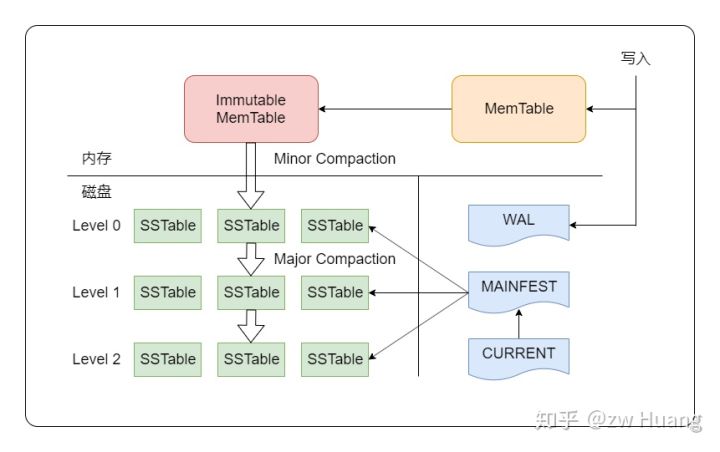 写入
Immutable
MemTable
MemTable
内存
Minor Compaction
磁盘
Level 0
SSTable
SSTable
SSTable
WAL
Major Compaction
Level 1
SSTable
SSTable
SSTable
MAINFEST
Level 2
SSTable
SSTable
SSTable
CURRENT
知乎 @zw Huang